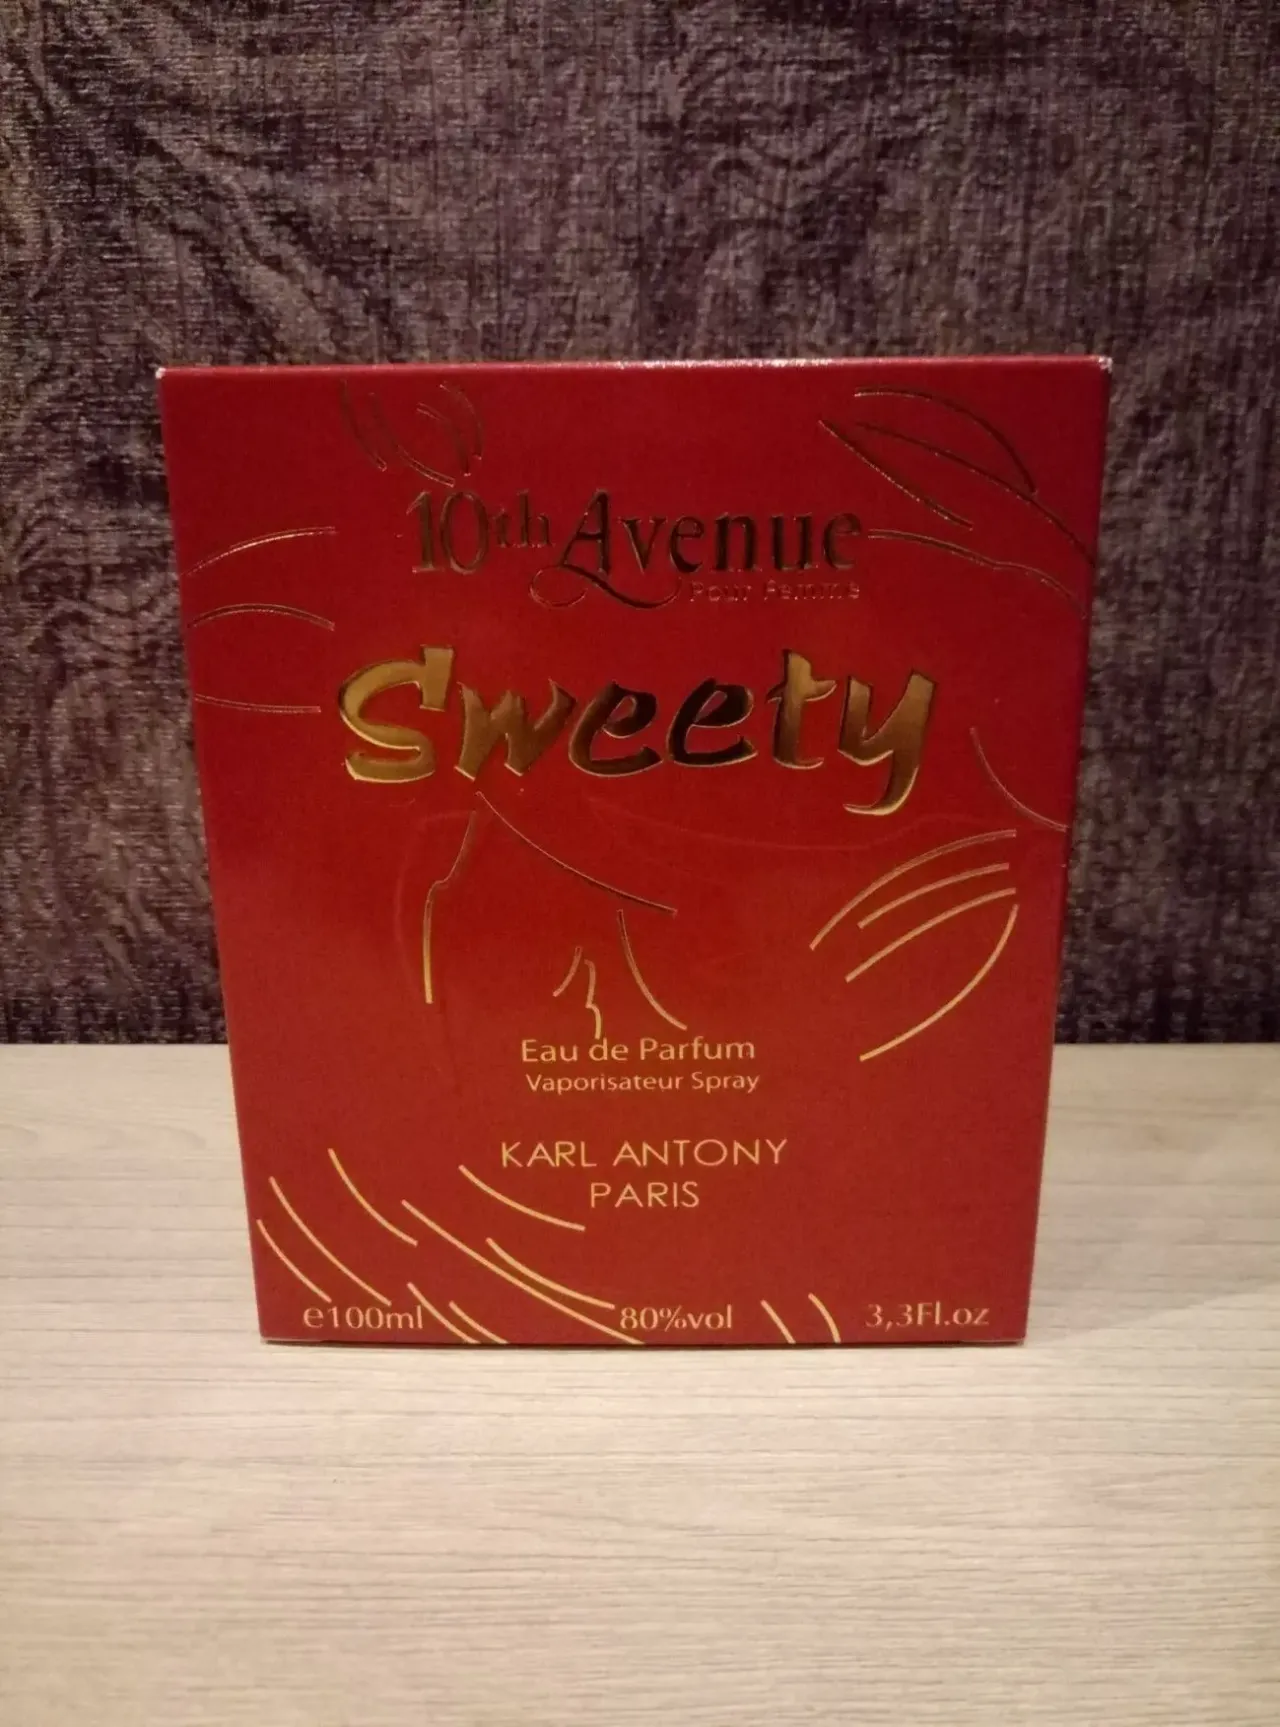 10th Avenue
Pour Femme
Sweety
Eau de Parfum
Vaporisateur Spray
KARL ANTONY
PARIS
e100ml 80%vol 3,3Fl.oz